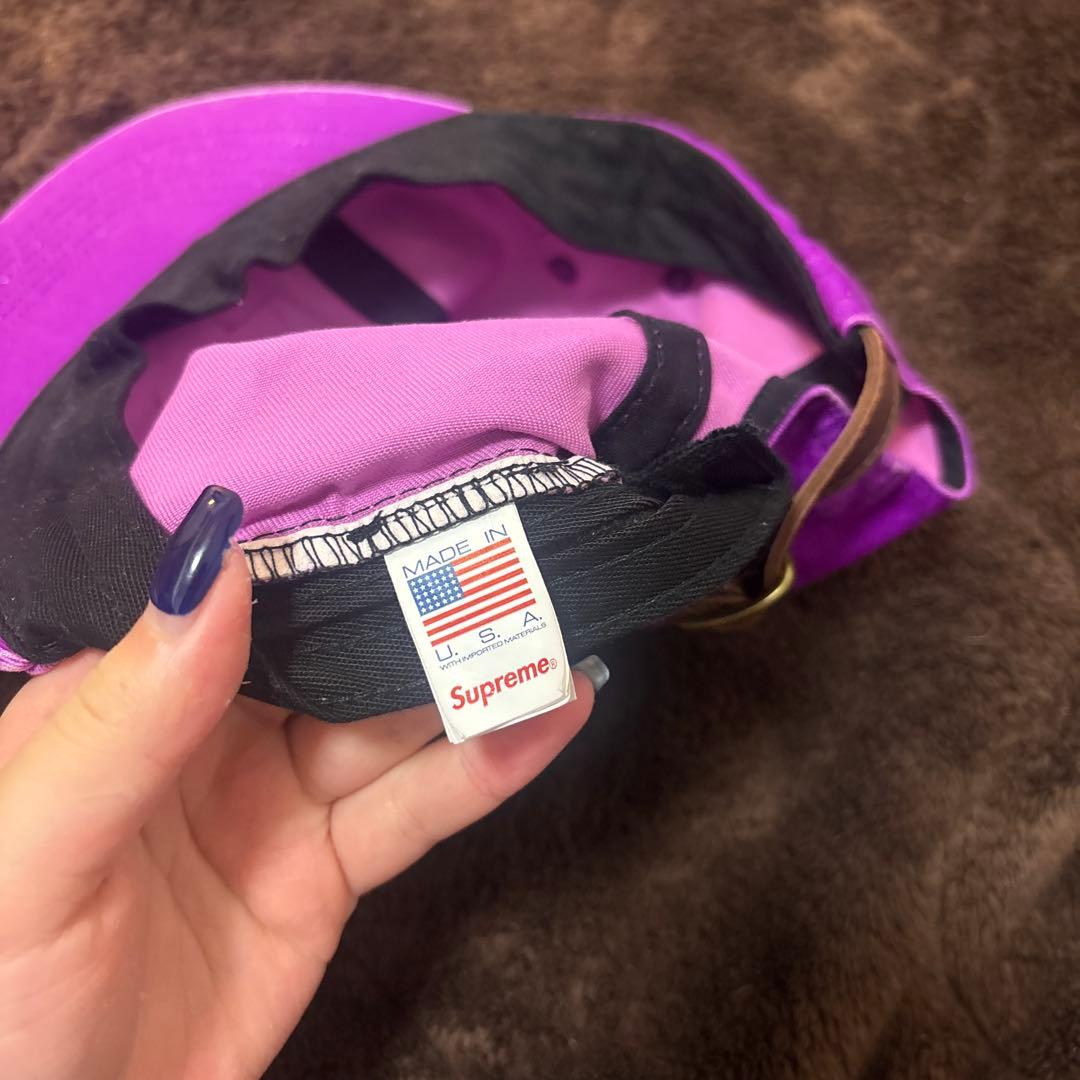 MADE IN
U. S. A.
WITH IMPORTED MATERIALS
Supreme®